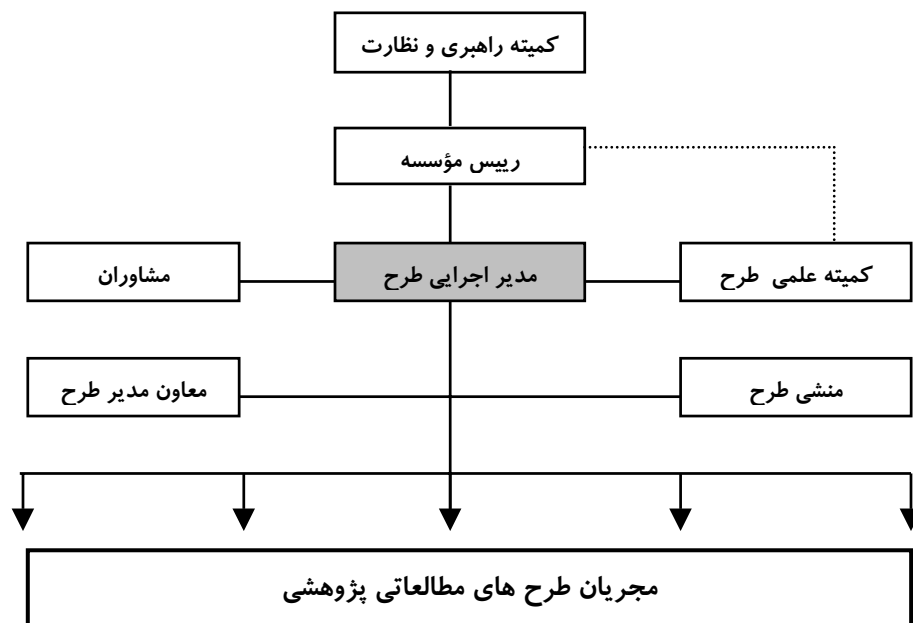 کمیته راهبری و نظارت
رییس مؤسسه
کمیته علمی طرح
مدیر اجرایی طرح
مشاوران
منشی طرح
معاون مدیر طرح
مجریان طرح های مطالعاتی پژوهشی